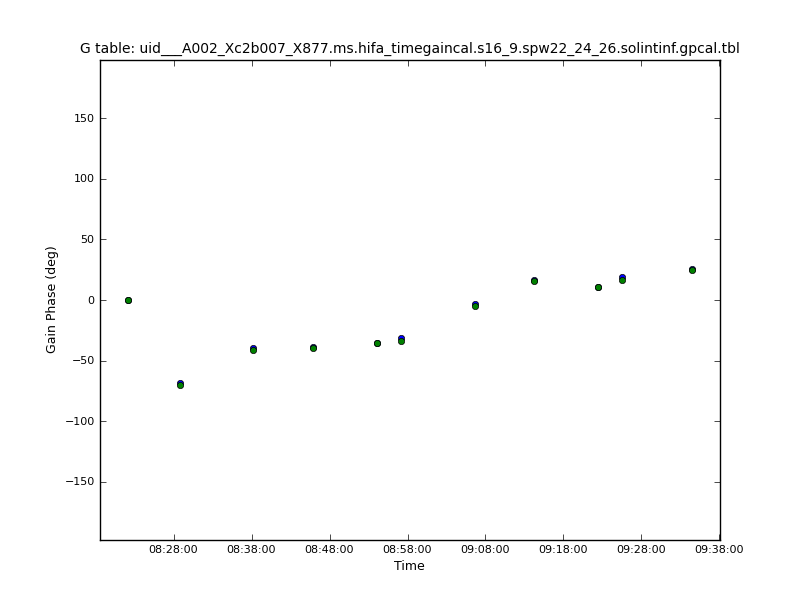 G table: uid___A002_Xc2b007_X877.ms.hifa_timegaincal.s16_9.spw22_24_26.solintinf.gpcal.tbl
150
100
50
0
−50
−100
−150
Gain Phase (deg)
08:28:00 08:38:00 08:48:00 08:58:00 09:08:00 09:18:00 09:28:00 09:38:00
Time